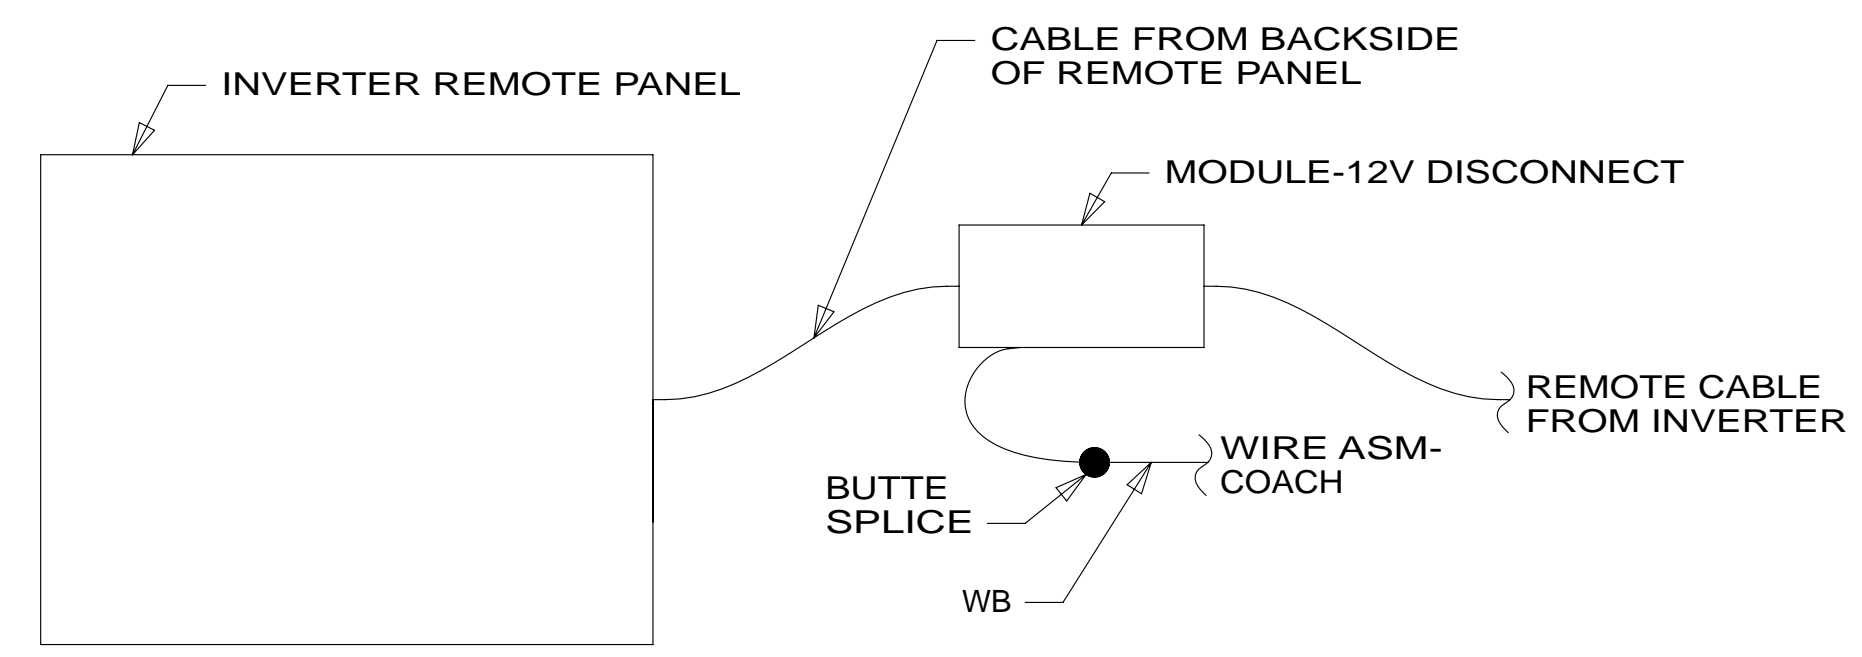 CABLE FROM BACKSIDE
OF REMOTE PANEL
INVERTER REMOTE PANEL
MODULE-12V DISCONNECT
REMOTE CABLE
FROM INVERTER
WIRE ASM-
COACH
BUTTE
SPLICE
WB